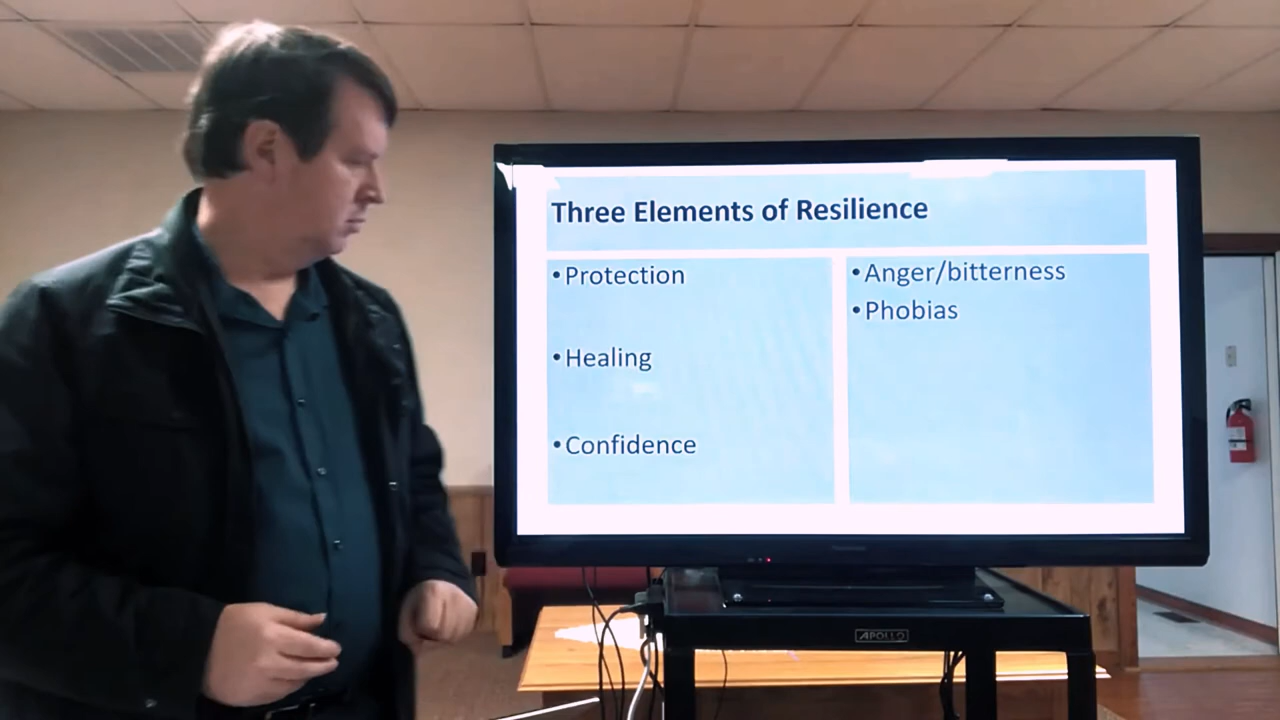 Three Elements of Resilience
•Protection
•Healing
•Confidence
•Anger/bitterness
•Phobias
APOLLO